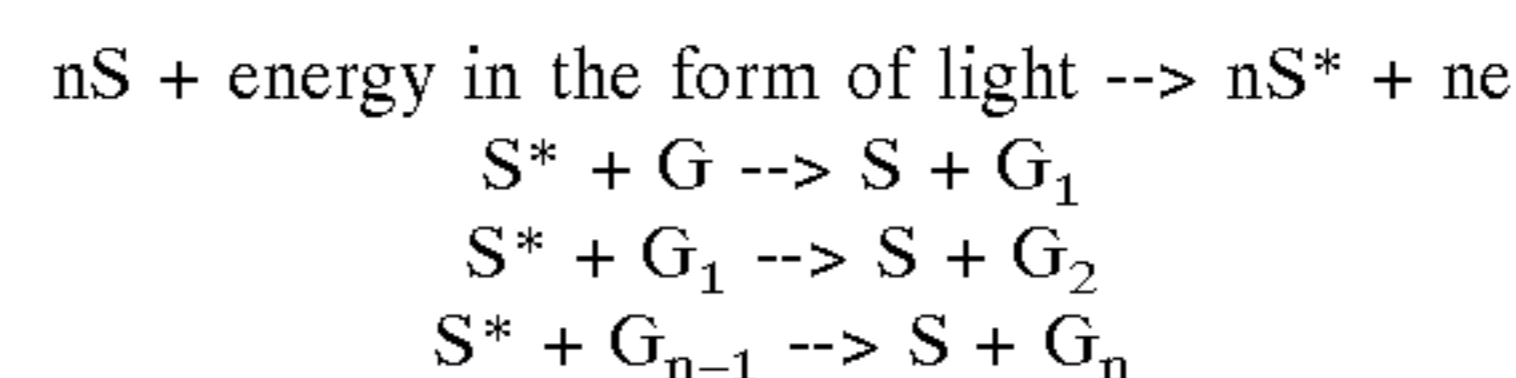 nS + energy in the form of light --> nS* + ne
S* + G --> S + G₁
S* + G₁ --> S + G₂
S* + Gₙ₋₁ --> S + Gₙ